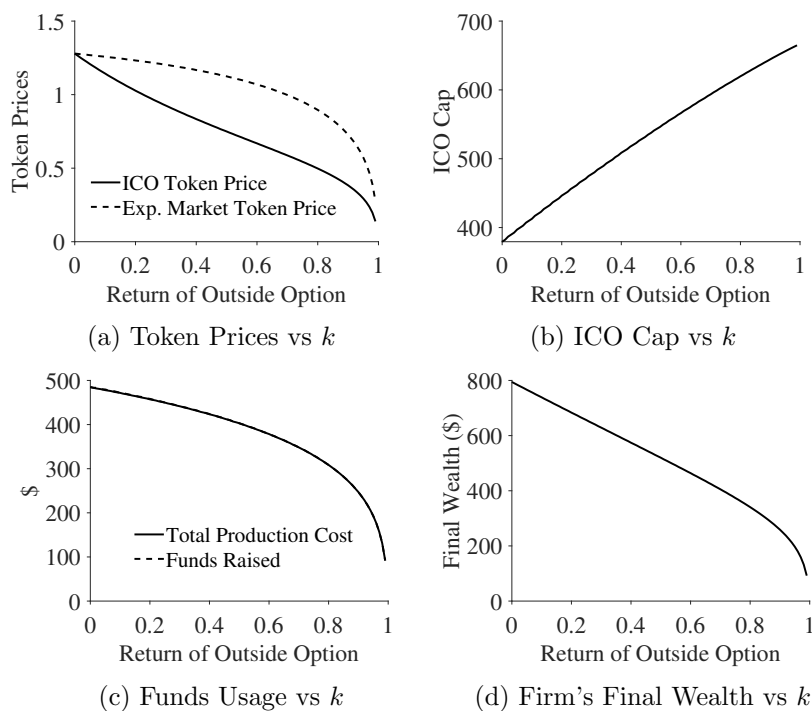 1.5
1
0.5
0
Token Prices
ICO Token Price
Exp. Market Token Price
0 0.2 0.4 0.6 0.8 1
Return of Outside Option
(a) Token Prices vs k
700
600
500
400
ICO Cap
0 0.2 0.4 0.6 0.8 1
Return of Outside Option
(b) ICO Cap vs k
500
400
300
200
100
0
$
Total Production Cost
Funds Raised
0 0.2 0.4 0.6 0.8 1
Return of Outside Option
(c) Funds Usage vs k
800
600
400
200
0
Final Wealth ($)
0 0.2 0.4 0.6 0.8 1
Return of Outside Option
(d) Firm's Final Wealth vs k